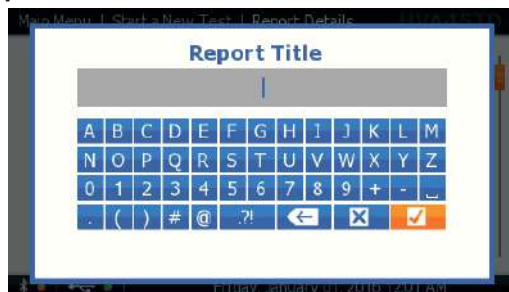 Main Menu | Start a New Test | Report Details
Report Title
A B C D E F G H I J K L M
N O P Q R S T U V W X Y Z
0 1 2 3 4 5 6 7 8 9 + - ⎵
. ( ) # @ .?!
Friday, January 01, 2016 12:01 AM